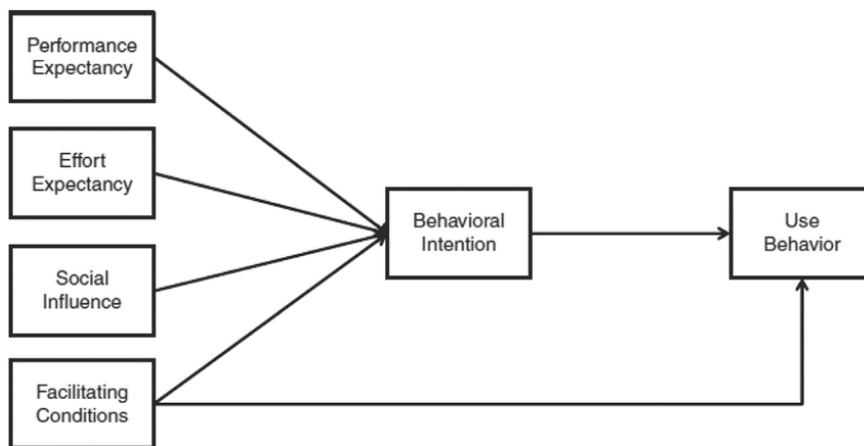 Performance
Expectancy
Effort
Expectancy
Social
Influence
Facilitating
Conditions
Behavioral
Intention
Use
Behavior